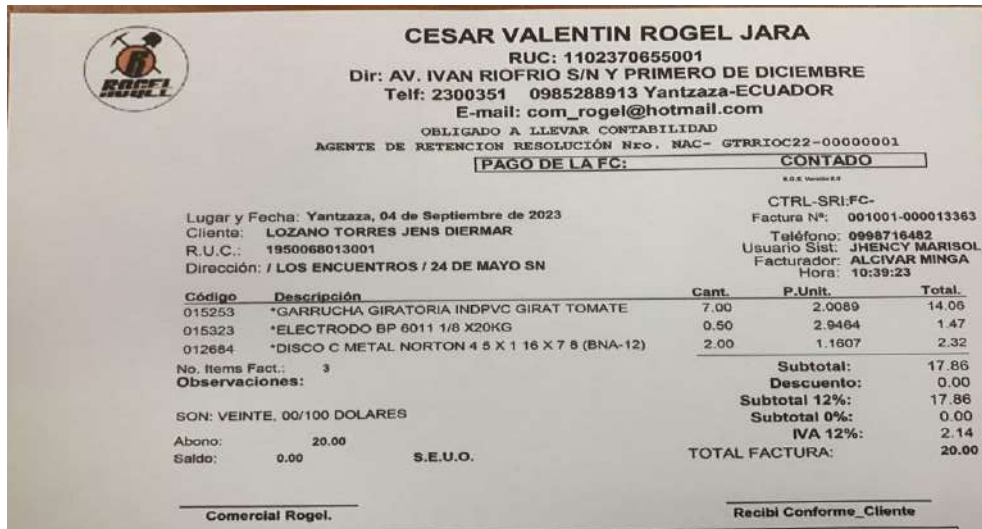 ROGEL
CESAR VALENTIN ROGEL JARA
RUC: 1102370655001
Dir: AV. IVAN RIOFRIO S/N Y PRIMERO DE DICIEMBRE
Telf: 2300351 0985288913 Yantzaza-ECUADOR
E-mail: com_rogel@hotmail.com
OBLIGADO A LLEVAR CONTABILIDAD
AGENTE DE RETENCION RESOLUCIÓN Nro. NAC- GTRRIOC22-00000001
PAGO DE LA FC: CONTADO
CTRL-SRI:FC-
Lugar y Fecha: Yantzaza, 04 de Septiembre de 2023 Factura Nª: 001001-000013363
Cliente: LOZANO TORRES JENS DIERMAR Teléfono: 0998716482
R.U.C.: 1950068013001 Usuario Sist: JHENCY MARISOL
Dirección: / LOS ENCUENTROS / 24 DE MAYO SN Facturador: ALCIVAR MINGA
Hora: 10:39:23
Código Descripción Cant. P.Unit. Total.
015253 *GARRUCHA GIRATORIA INDPVC GIRAT TOMATE 7.00 2.0089 14.06
015323 *ELECTRODO BP 6011 1/8 X20KG 0.50 2.9464 1.47
012684 *DISCO C METAL NORTON 4 5 X 1 16 X 7 8 (BNA-12) 2.00 1.1607 2.32
No. Items Fact.: 3 Subtotal: 17.86
Observaciones: Descuento: 0.00
Subtotal 12%: 17.86
SON: VEINTE, 00/100 DOLARES Subtotal 0%: 0.00
Abono: 20.00 IVA 12%: 2.14
Saldo: 0.00 S.E.U.O. TOTAL FACTURA: 20.00
Comercial Rogel. Recibi Conforme_Cliente